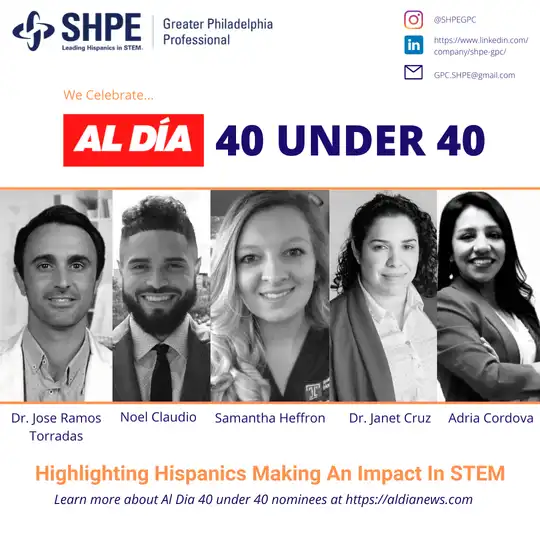 SHPE
Leading Hispanics in STEM.
Greater Philadelphia
Professional
@SHPEGPC
https://www.linkedin.com/
company/shpe-gpc/
GPC.SHPE@gmail.com
We Celebrate...
AL DÍA 40 UNDER 40
Dr. Jose Ramos
Torradas
Noel Claudio
Samantha Heffron
Dr. Janet Cruz
Adria Cordova
Highlighting Hispanics Making An Impact In STEM
Learn more about Al Dia 40 under 40 nominees at https://aldianews.com